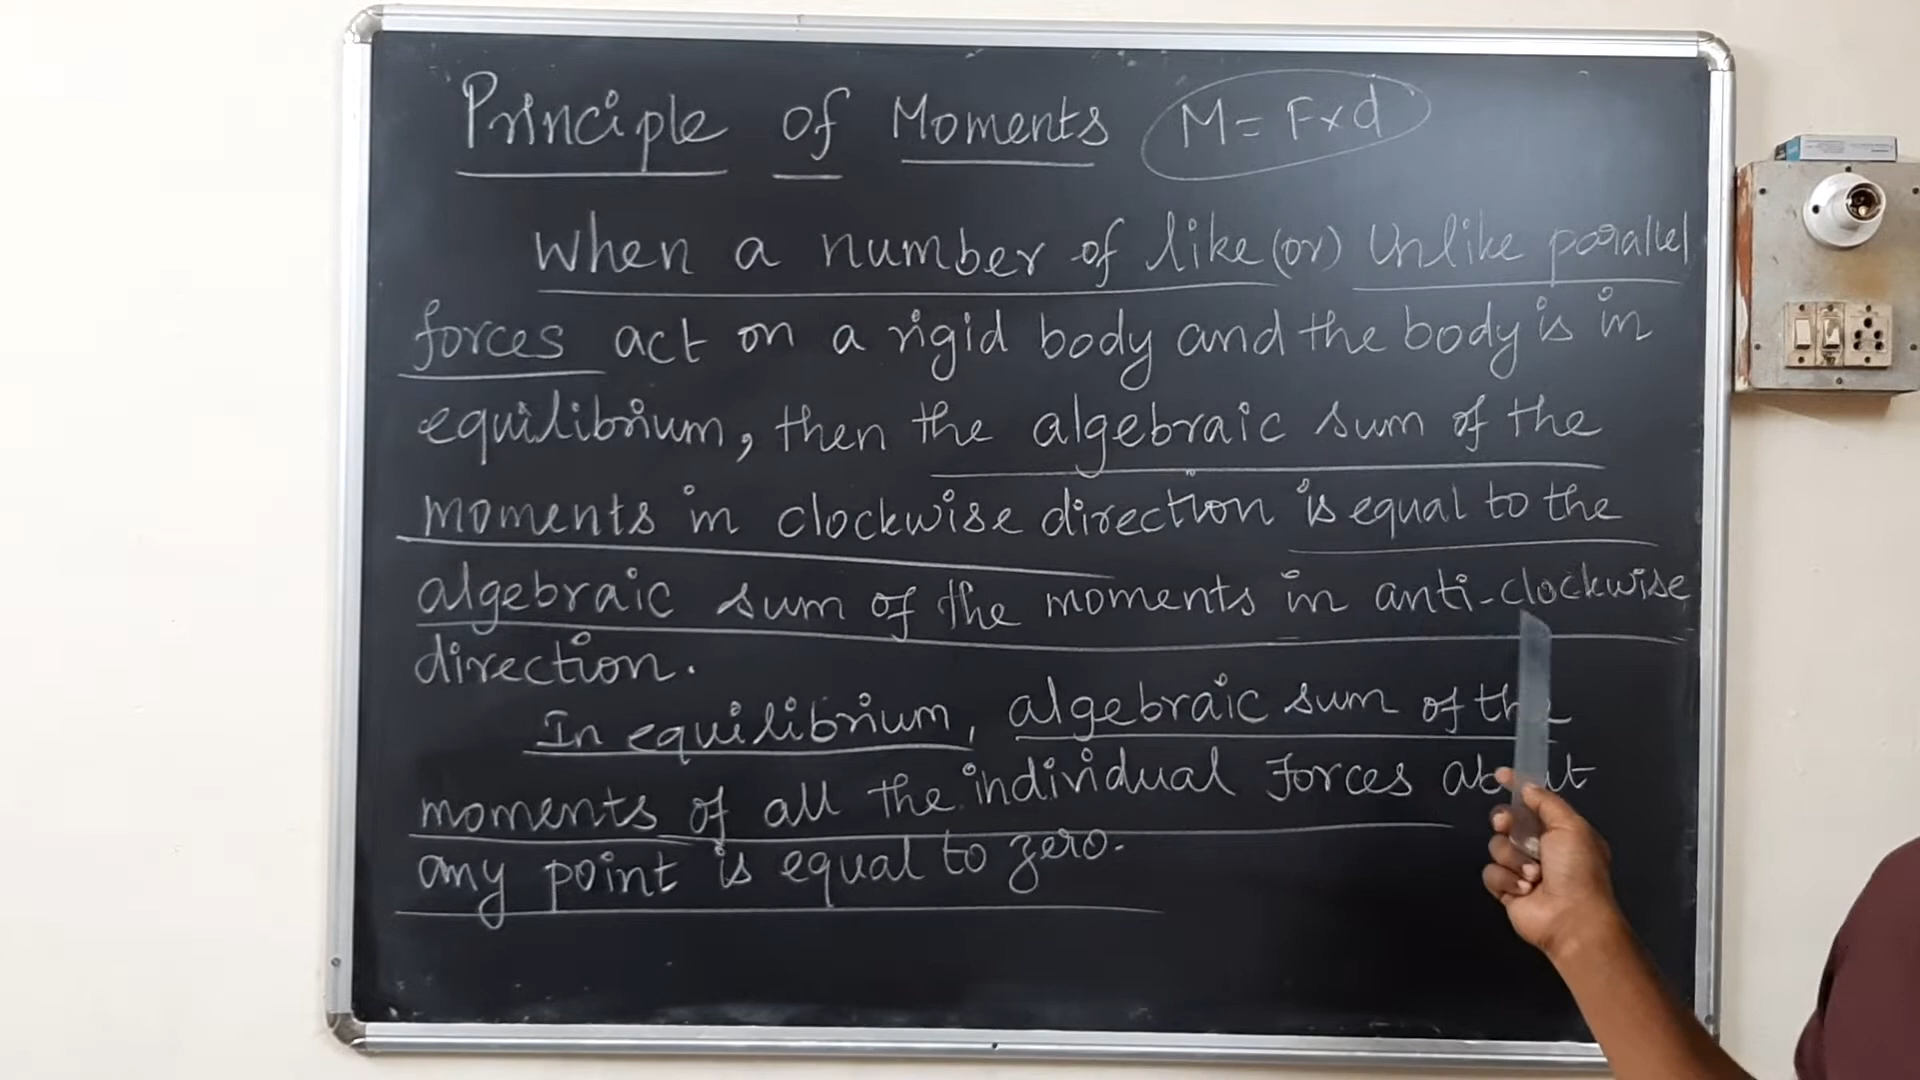 Principle of Moments M = F×d
When a number of like (or) Unlike parallel
forces act on a rigid body and the body is in
equilibrium, then the algebraic sum of the
moments in clockwise direction is equal to the
algebraic sum of the moments in anti-clockwise
direction.
In equilibrium, algebraic sum of the
moments of all the individual Forces about
any point is equal to zero.